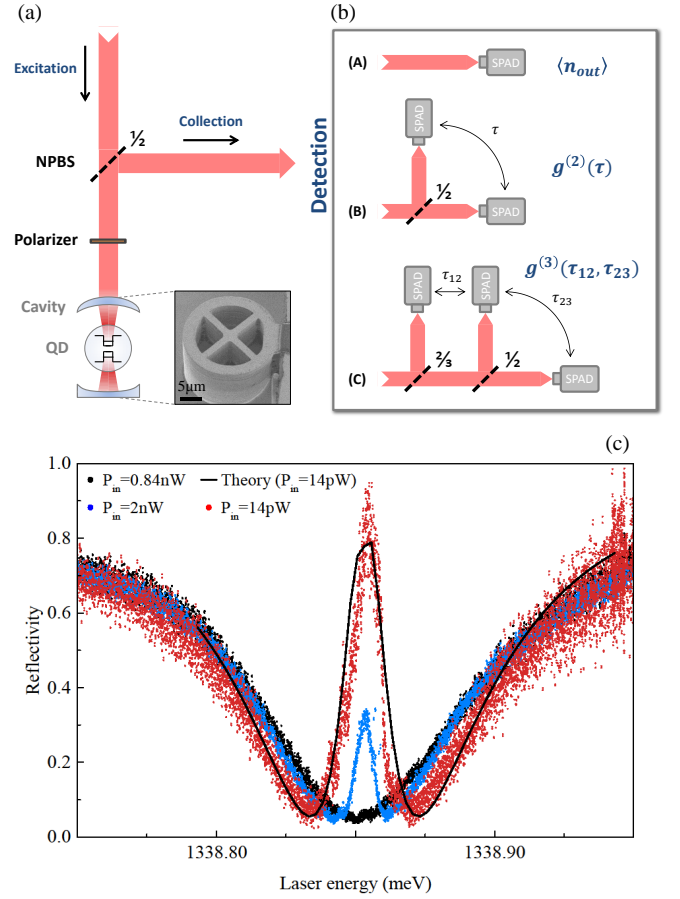 (a)
Excitation
Collection
½
NPBS
Polarizer
Cavity
QD
5µm
(b)
Detection
(A)
SPAD
⟨n_out⟩
SPAD
τ
g^(2)(τ)
½
(B)
SPAD
g^(3)(τ_12, τ_23)
SPAD
τ_12
SPAD
τ_23
⅔
½
(C)
SPAD
(c)
P_in=0.84nW
Theory (P_in=14pW)
P_in=2nW
P_in=14pW
Reflectivity
1.0
0.8
0.6
0.4
0.2
0.0
1338.80
1338.90
Laser energy (meV)